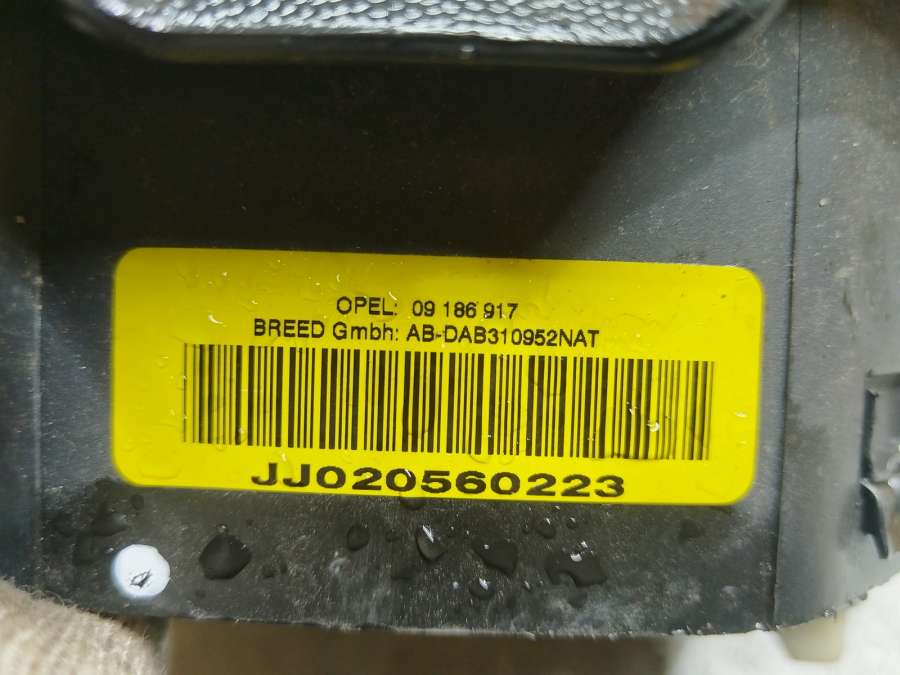 OPEL: 09 186 917
BREED Gmbh: AB-DAB310952NAT
JJ020560223